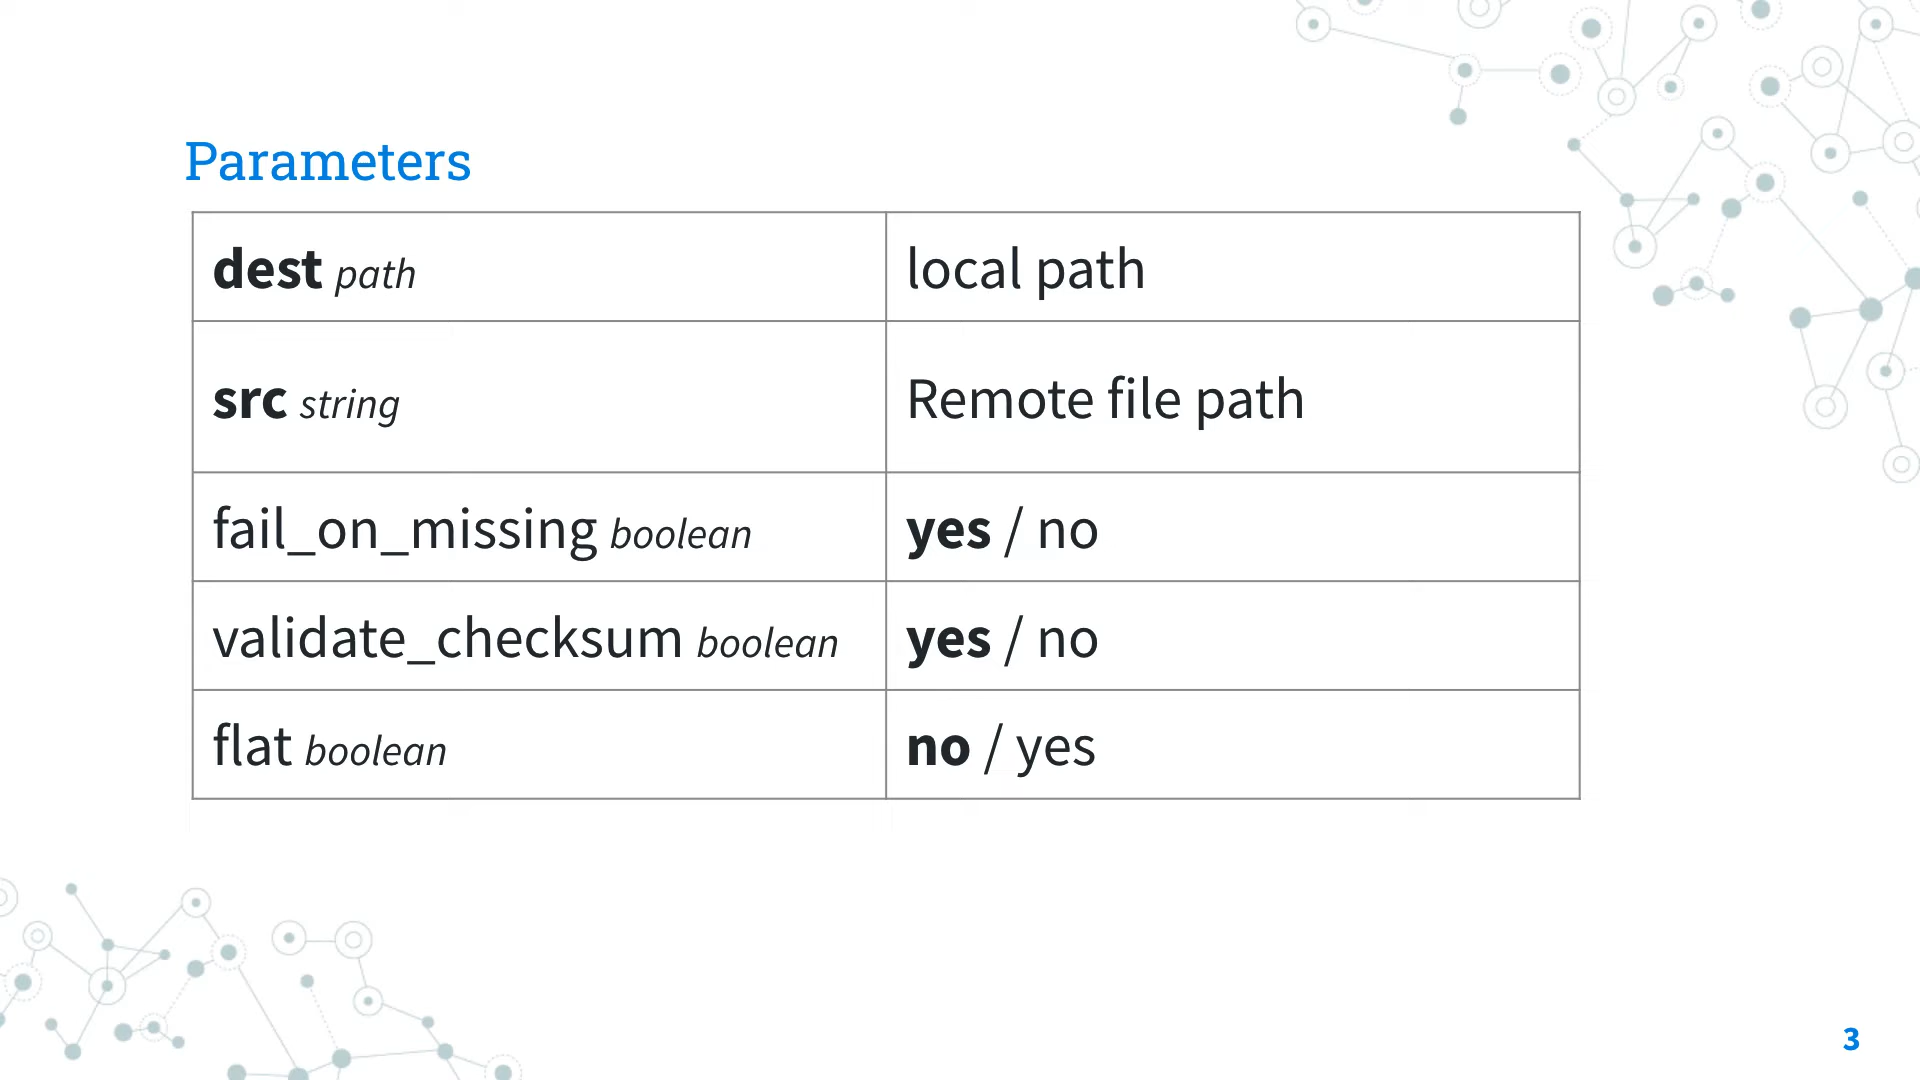 Parameters
dest path
local path
src string
Remote file path
fail_on_missing boolean
yes / no
validate_checksum boolean
yes / no
flat boolean
no / yes
3